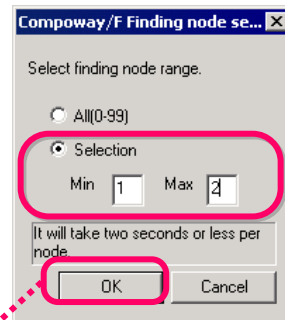 Compoway/F Finding node se...
Select finding node range.
All(0-99)
Selection
Min 1 Max 2
It will take two seconds or less per
node.
OK Cancel